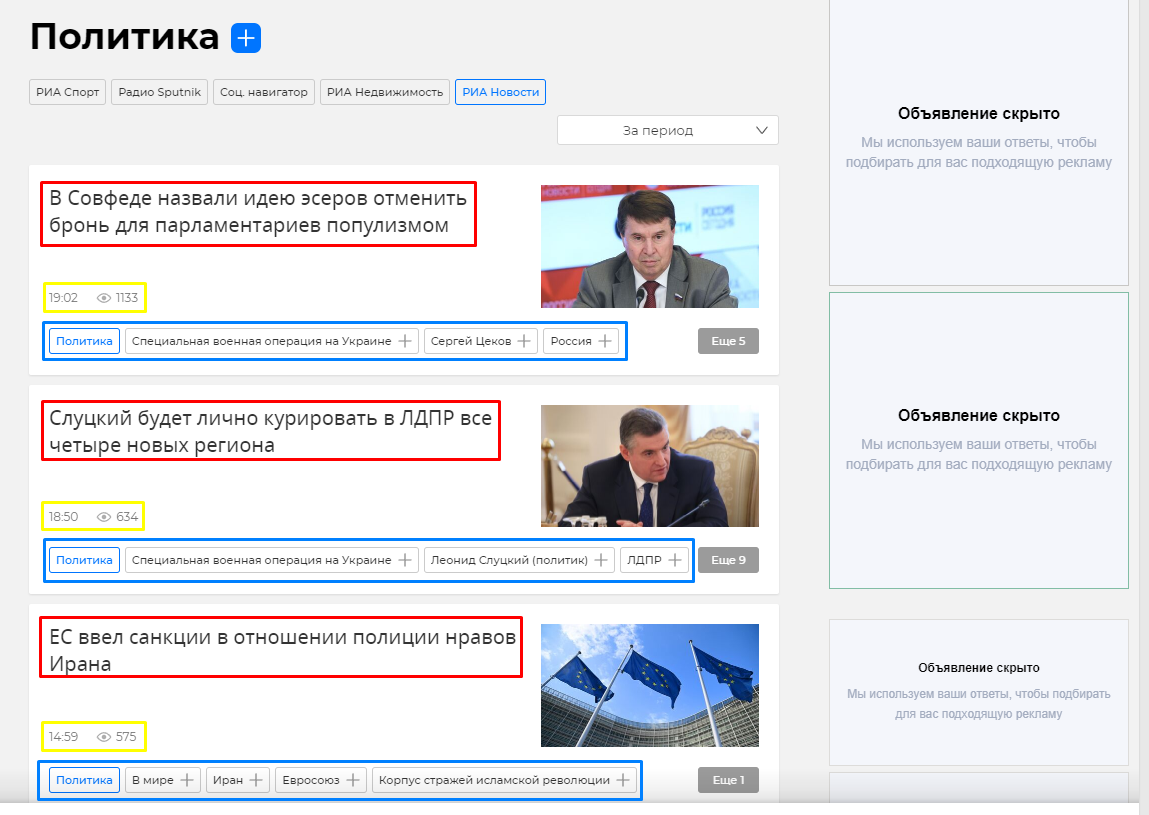 Политика
РИА Спорт Радио Sputnik Соц. навигатор РИА Недвижимость РИА Новости
За период
В Совфеде назвали идею эсеров отменить
бронь для парламентариев популизмом
19:02 1133
Политика Специальная военная операция на Украине Сергей Цеков Россия Еще 5
Слуцкий будет лично курировать в ЛДПР все
четыре новых региона
18:50 634
Политика Специальная военная операция на Украине Леонид Слуцкий (политик) ЛДПР Еще 9
ЕС ввел санкции в отношении полиции нравов
Ирана
14:59 575
Политика В мире Иран Евросоюз Корпус стражей исламской революции Еще 1
Объявление скрыто
Мы используем ваши ответы, чтобы
подбирать для вас подходящую рекламу
Объявление скрыто
Мы используем ваши ответы, чтобы
подбирать для вас подходящую рекламу
Объявление скрыто
Мы используем ваши ответы, чтобы подбирать
для вас подходящую рекламу